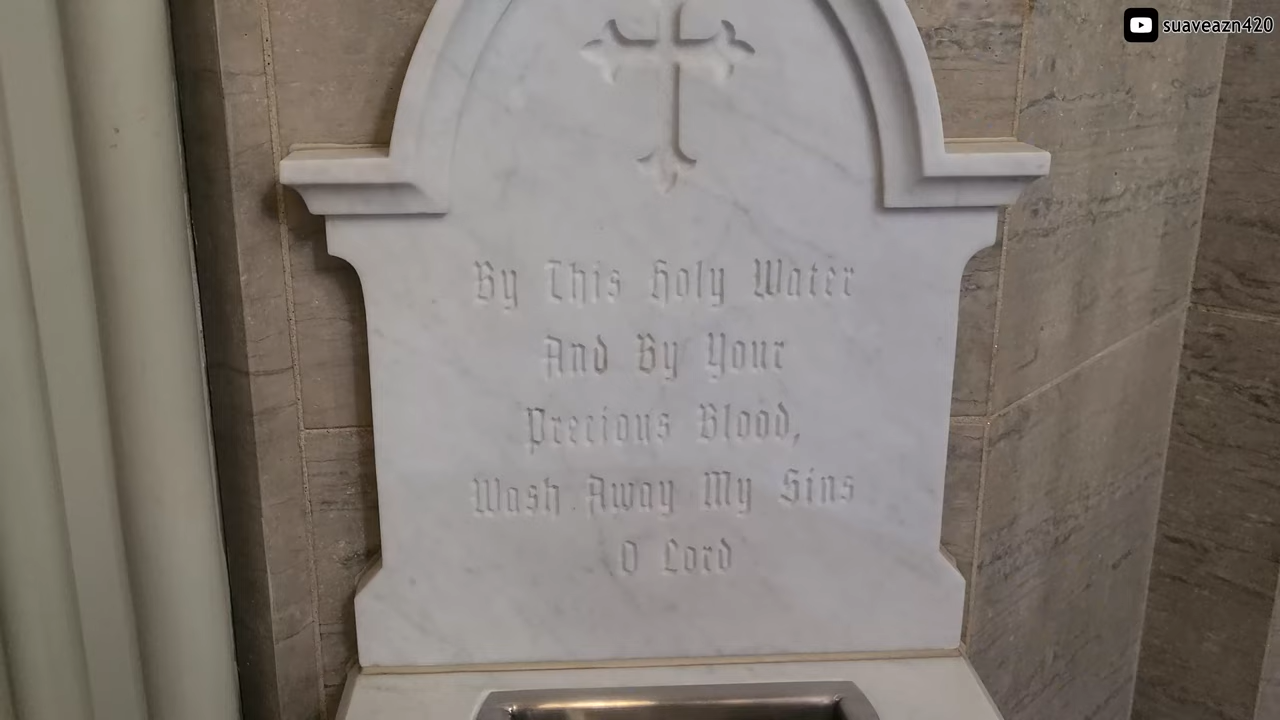 suaveazn420
By This Holy Water
And By Your
Precious Blood,
Wash Away My Sins
O Lord